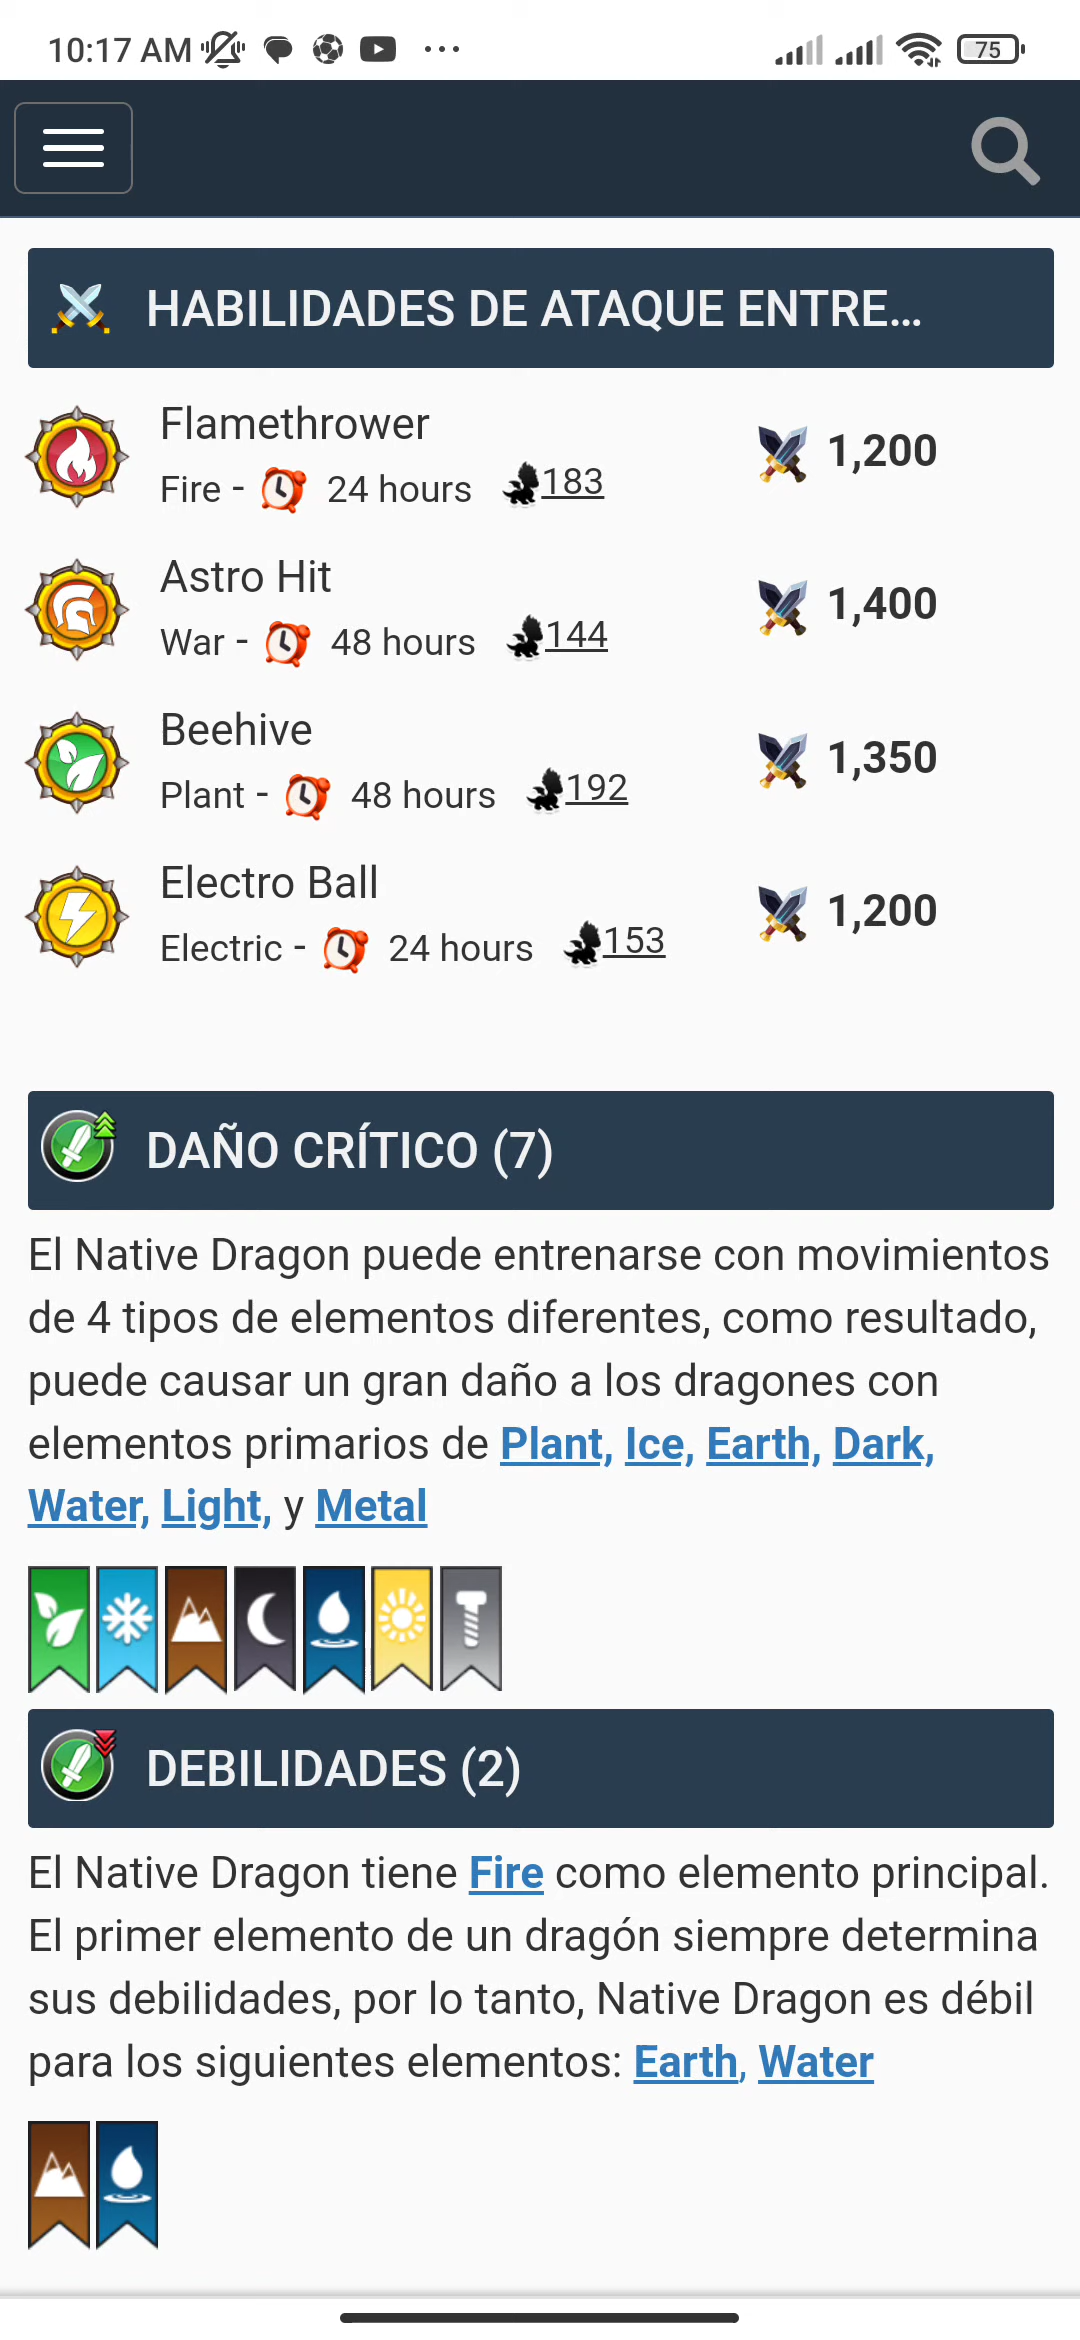 10:17 AM
75
HABILIDADES DE ATAQUE ENTRE...
Flamethrower
1,200
Fire - 24 hours 183
Astro Hit
1,400
War - 48 hours 144
Beehive
1,350
Plant - 48 hours 192
Electro Ball
1,200
Electric - 24 hours 153
DAÑO CRÍTICO (7)
El Native Dragon puede entrenarse con movimientos
de 4 tipos de elementos diferentes, como resultado,
puede causar un gran daño a los dragones con
elementos primarios de Plant, Ice, Earth, Dark,
Water, Light, y Metal
DEBILIDADES (2)
El Native Dragon tiene Fire como elemento principal.
El primer elemento de un dragón siempre determina
sus debilidades, por lo tanto, Native Dragon es débil
para los siguientes elementos: Earth, Water